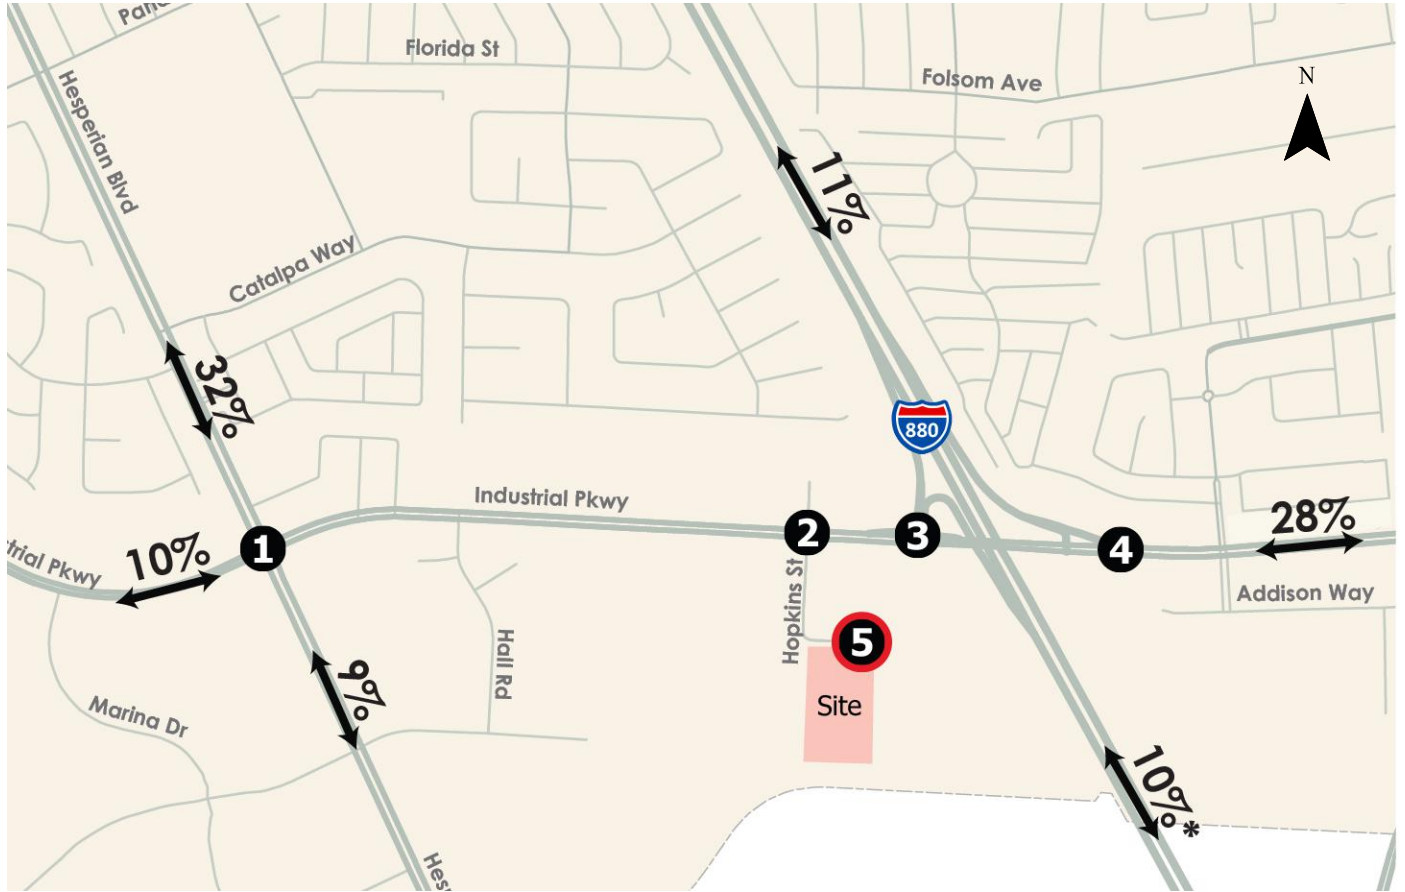 Florida St
Folsom Ave
N
Hesperian Blvd
11%
Catalpa Way
32%
880
Industrial Pkwy
28%
1
2
3
4
10%
Pkwy
Addison Way
Hopkins St
5
Hall Rd
9%
Site
Marina Dr
10%*